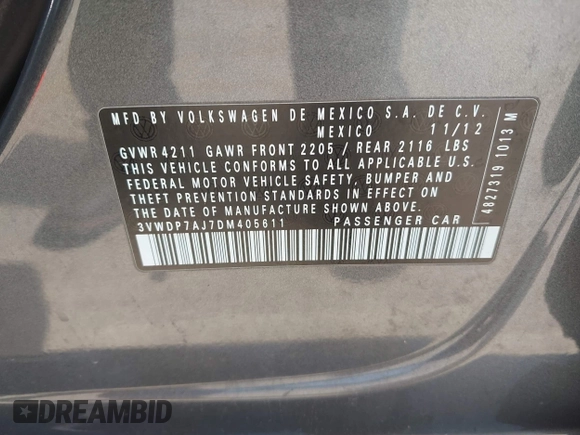 MFD BY VOLKSWAGEN DE MEXICO S.A. DE C.V.
MEXICO 11/12
GVWR 4211 GAWR FRONT 2205 / REAR 2116 LBS
THIS VEHICLE CONFORMS TO ALL APPLICABLE U.S.
FEDERAL MOTOR VEHICLE SAFETY, BUMPER AND
THEFT PREVENTION STANDARDS IN EFFECT ON
THE DATE OF MANUFACTURE SHOWN ABOVE.
3VWDP7AJ7DM405611 PASSENGER CAR
4827319 1013 M
DREAMBID